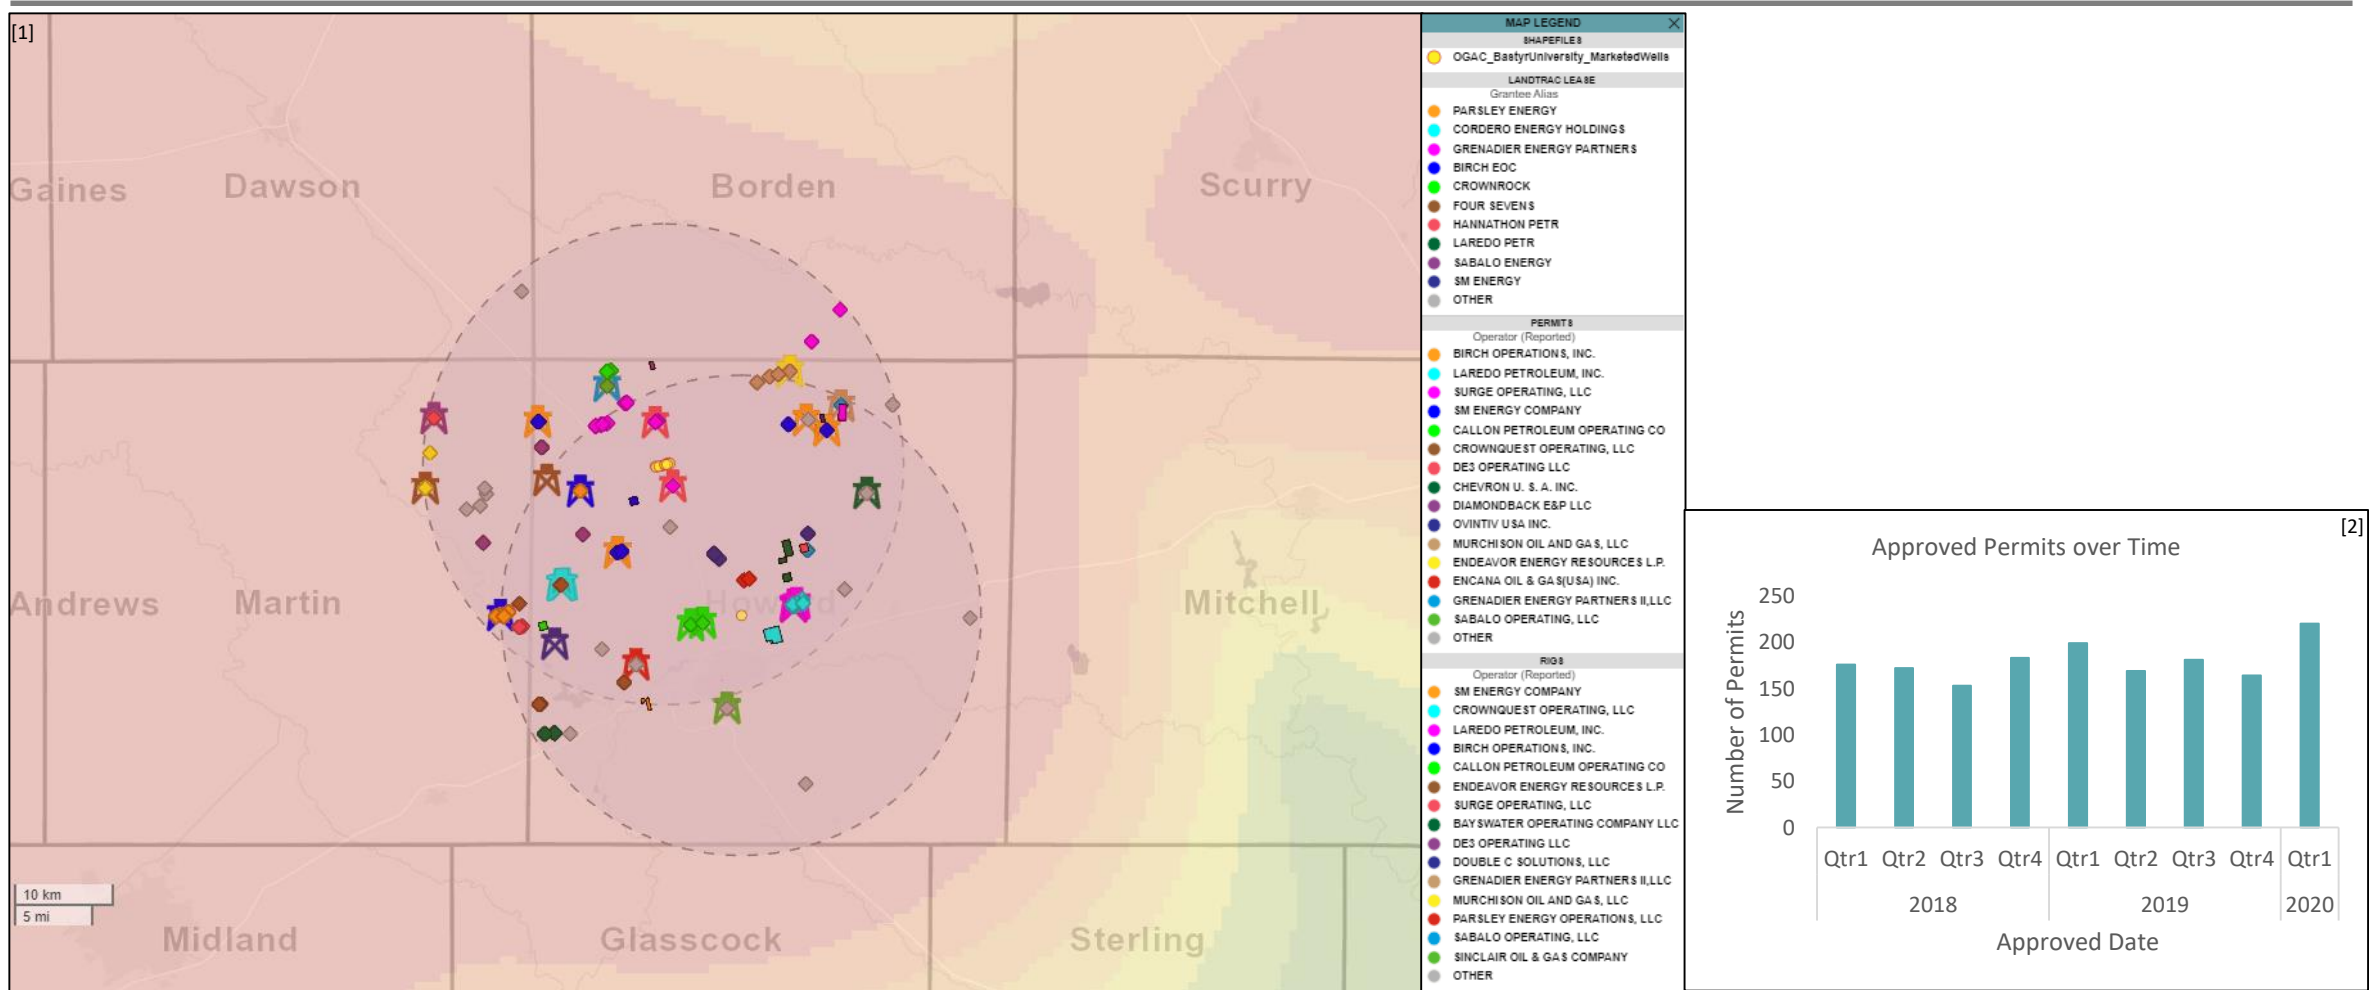 [1]
Gaines
Dawson
Borden
Scurry
Andrews
Martin
Howard
Mitchell
Midland
Glasscock
Sterling
10 km
5 mi
MAP LEGEND
SHAPEFILES
OGAC_BastyrUniversity_MarketedWells
LANDTRAC LEASE
Grantee Alias
PARSLEY ENERGY
CORDERO ENERGY HOLDINGS
GRENADIER ENERGY PARTNERS
BIRCH EOC
CROWNROCK
FOUR SEVENS
HANNATHON PETR
LAREDO PETR
SABALO ENERGY
SM ENERGY
OTHER
PERMITS
Operator (Reported)
BIRCH OPERATIONS, INC.
LAREDO PETROLEUM, INC.
SURGE OPERATING, LLC
SM ENERGY COMPANY
CALLON PETROLEUM OPERATING CO
CROWNQUEST OPERATING, LLC
DE3 OPERATING LLC
CHEVRON U. S. A. INC.
DIAMONDBACK E&P LLC
OVINTIV USA INC.
MURCHISON OIL AND GAS, LLC
ENDEAVOR ENERGY RESOURCES L.P.
ENCANA OIL & GAS(USA) INC.
GRENADIER ENERGY PARTNERS II,LLC
SABALO OPERATING, LLC
OTHER
RIGS
Operator (Reported)
SM ENERGY COMPANY
CROWNQUEST OPERATING, LLC
LAREDO PETROLEUM, INC.
BIRCH OPERATIONS, INC.
CALLON PETROLEUM OPERATING CO
ENDEAVOR ENERGY RESOURCES L.P.
SURGE OPERATING, LLC
BAYSWATER OPERATING COMPANY LLC
DE3 OPERATING LLC
DOUBLE C SOLUTIONS, LLC
GRENADIER ENERGY PARTNERS II,LLC
MURCHISON OIL AND GAS, LLC
PARSLEY ENERGY OPERATIONS, LLC
SABALO OPERATING, LLC
SINCLAIR OIL & GAS COMPANY
OTHER
[2]
Approved Permits over Time
Number of Permits
250
200
150
100
50
0
Qtr1 Qtr2 Qtr3 Qtr4 Qtr1 Qtr2 Qtr3 Qtr4 Qtr1
2018 2019 2020
Approved Date